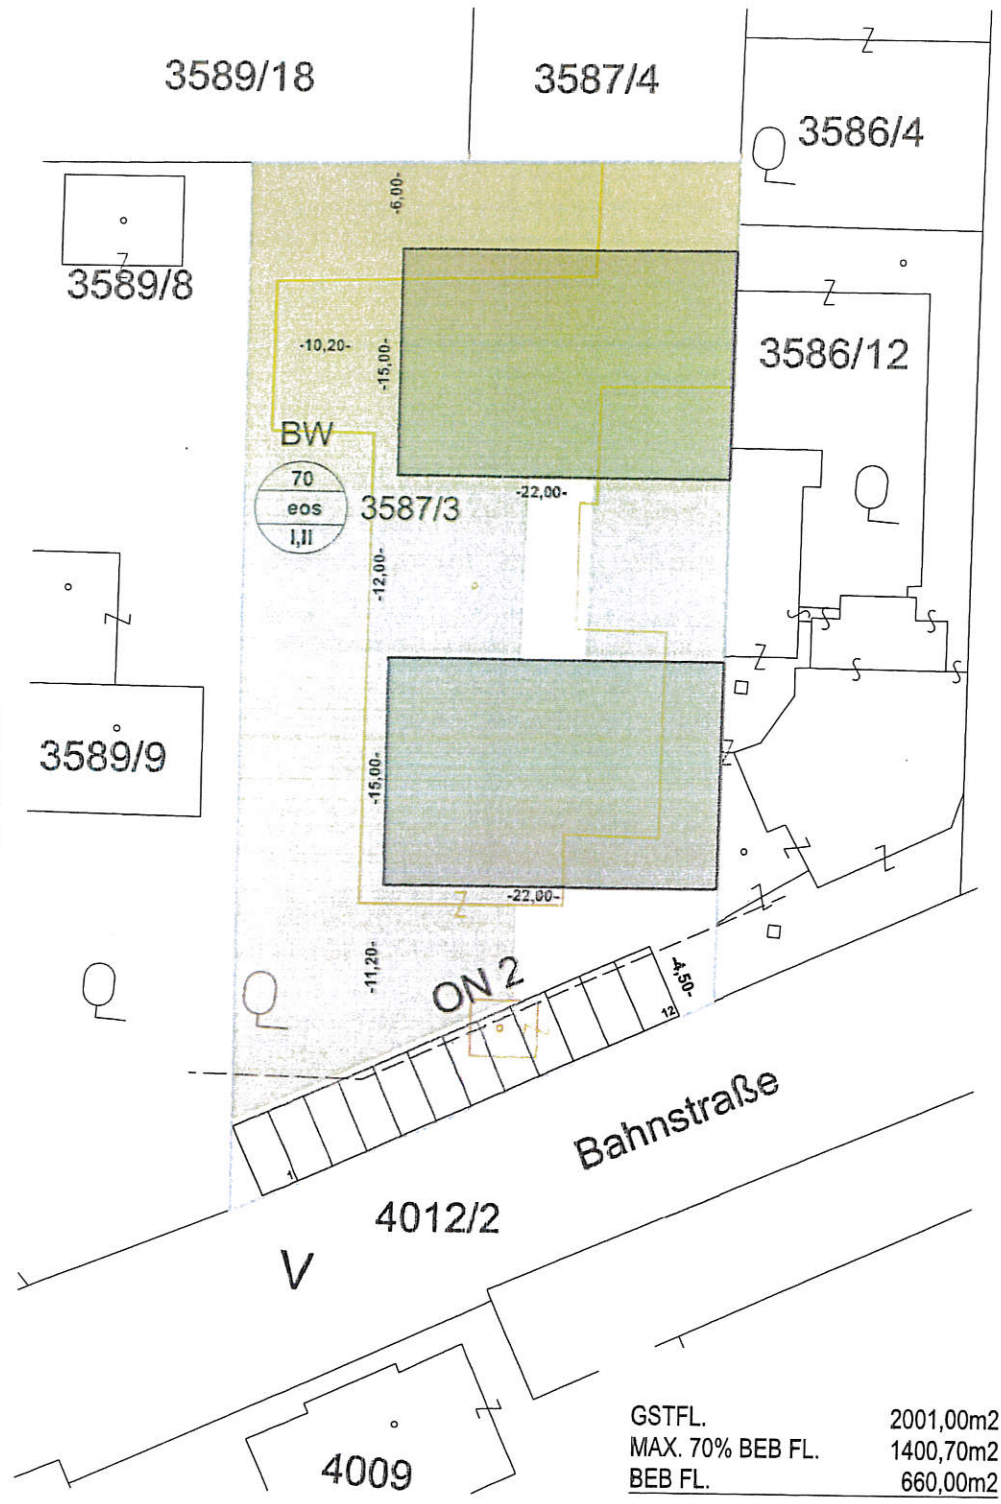 3589/18
3587/4
3586/4
-6,00-
3589/8
-10,20-
-15,00-
3586/12
BW
70
eos
I,II
3587/3
-22,00-
-12,00-
3589/9
-15,00-
-22,00-
-11,20-
ON 2
-4,50-
12
1
Bahnstraße
4012/2
V
4009
GSTFL. 2001,00m2
MAX. 70% BEB FL. 1400,70m2
BEB FL. 660,00m2